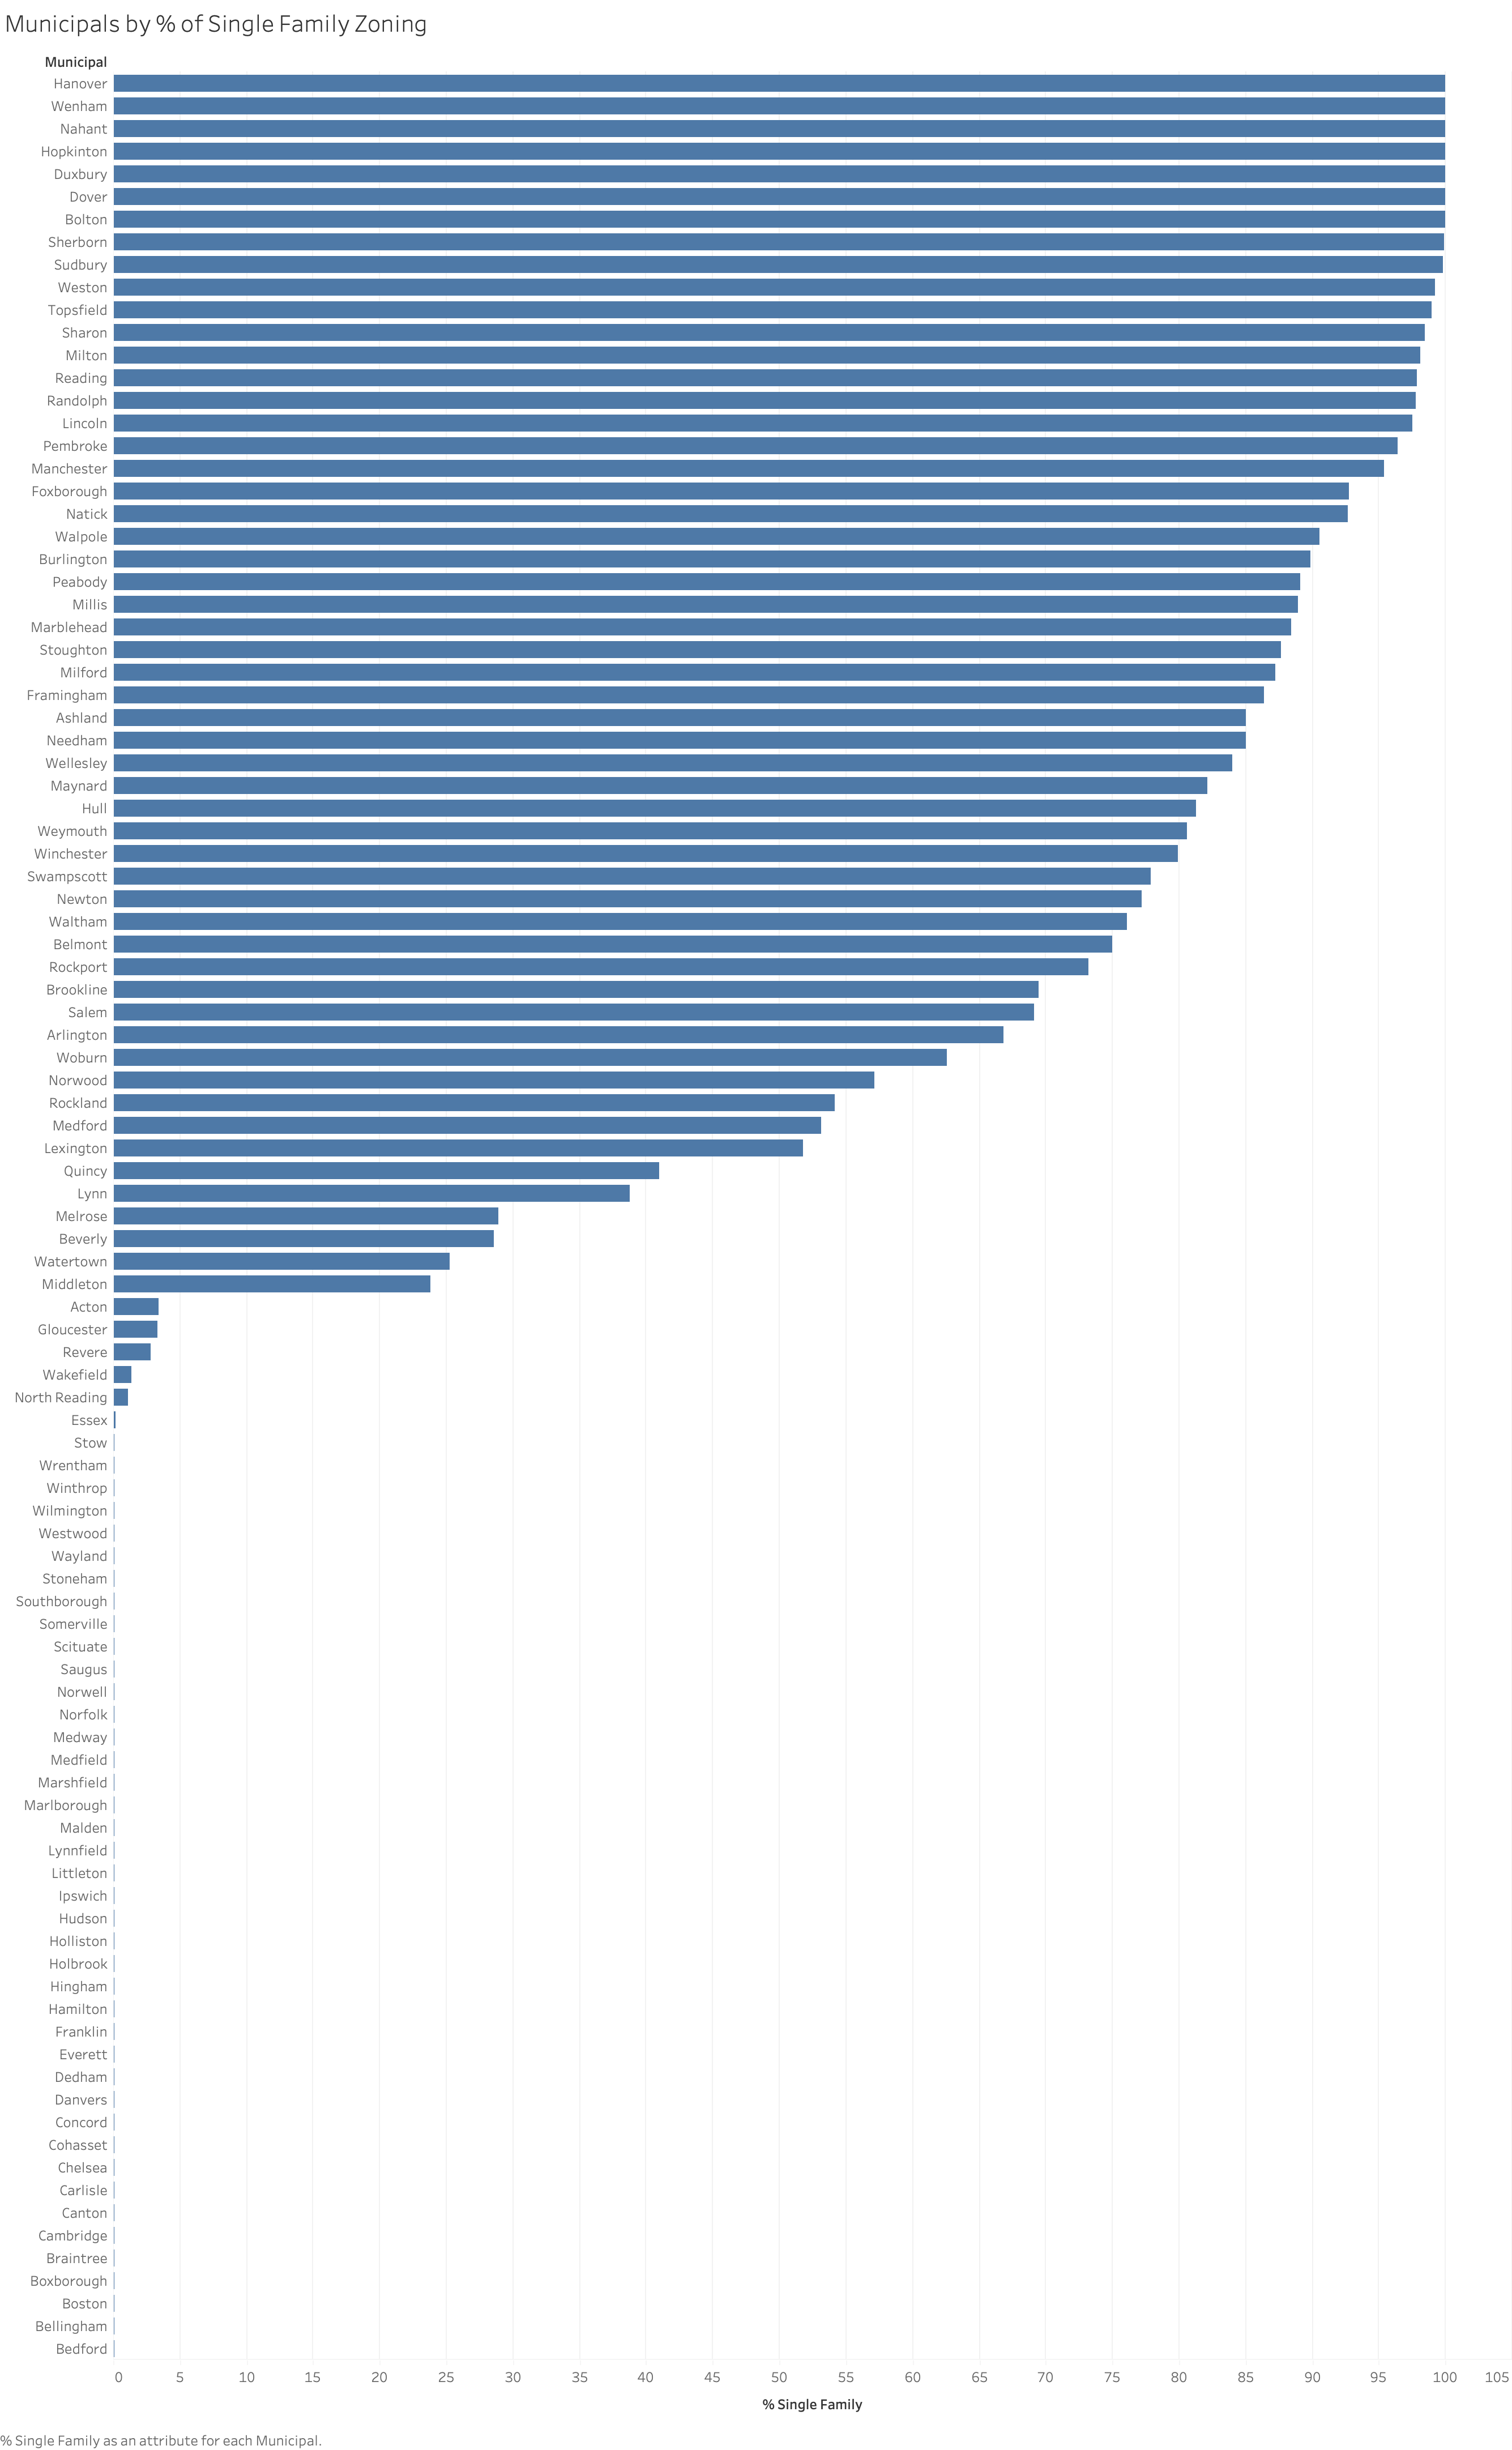 Municipals by % of Single Family Zoning
Municipal
Hanover
Wenham
Nahant
Hopkinton
Duxbury
Dover
Bolton
Sherborn
Sudbury
Weston
Topsfield
Sharon
Milton
Reading
Randolph
Lincoln
Pembroke
Manchester
Foxborough
Natick
Walpole
Burlington
Peabody
Millis
Marblehead
Stoughton
Milford
Framingham
Ashland
Needham
Wellesley
Maynard
Hull
Weymouth
Winchester
Swampscott
Newton
Waltham
Belmont
Rockport
Brookline
Salem
Arlington
Woburn
Norwood
Rockland
Medford
Lexington
Quincy
Lynn
Melrose
Beverly
Watertown
Middleton
Acton
Gloucester
Revere
Wakefield
North Reading
Essex
Stow
Wrentham
Winthrop
Wilmington
Westwood
Wayland
Stoneham
Southborough
Somerville
Scituate
Saugus
Norwell
Norfolk
Medway
Medfield
Marshfield
Marlborough
Malden
Lynnfield
Littleton
Ipswich
Hudson
Holliston
Holbrook
Hingham
Hamilton
Franklin
Everett
Dedham
Danvers
Concord
Cohasset
Chelsea
Carlisle
Canton
Cambridge
Braintree
Boxborough
Boston
Bellingham
Bedford
0 5 10 15 20 25 30 35 40 45 50 55 60 65 70 75 80 85 90 95 100 105
% Single Family
% Single Family as an attribute for each Municipal.